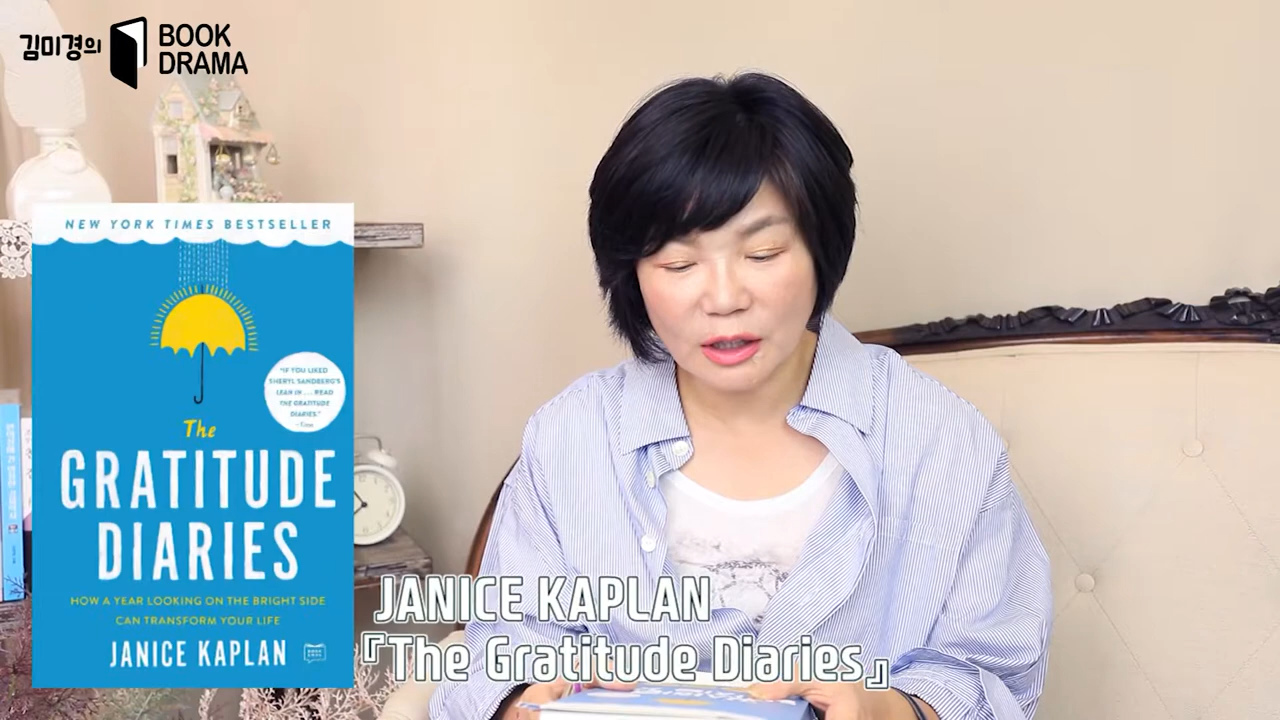 김미경의
BOOK
DRAMA
NEW YORK TIMES BESTSELLER
"IF YOU LIKED
SHERYL SANDBERG'S
LEAN IN . . . READ
THE GRATITUDE
DIARIES."
The
GRATITUDE
DIARIES
HOW A YEAR LOOKING ON THE BRIGHT SIDE
CAN TRANSFORM YOUR LIFE
JANICE KAPLAN
JANICE KAPLAN
『The Gratitude Diaries』